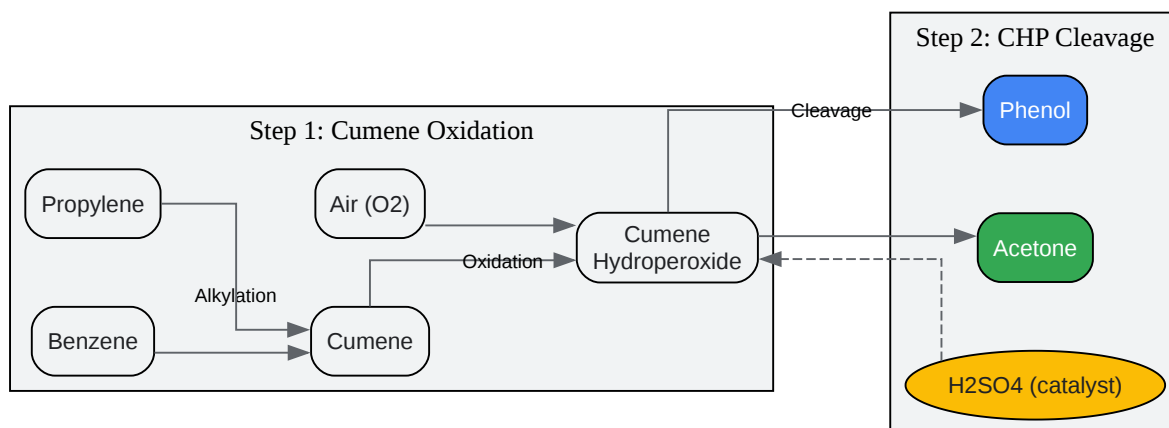 Step 2: CHP Cleavage
Phenol
Cleavage
Step 1: Cumene Oxidation
Propylene
Air (O2)
Cumene
Hydroperoxide
Acetone
Oxidation
Alkylation
Benzene
Cumene
H2SO4 (catalyst)